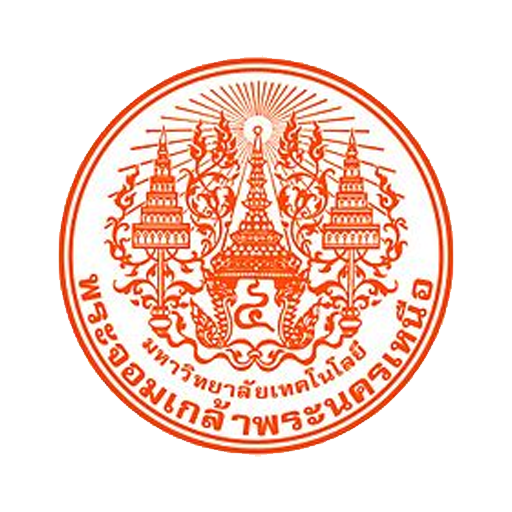 ๔
มหาวิทยาลัยเทคโนโลยี
พระจอมเกล้าพระนครเหนือ